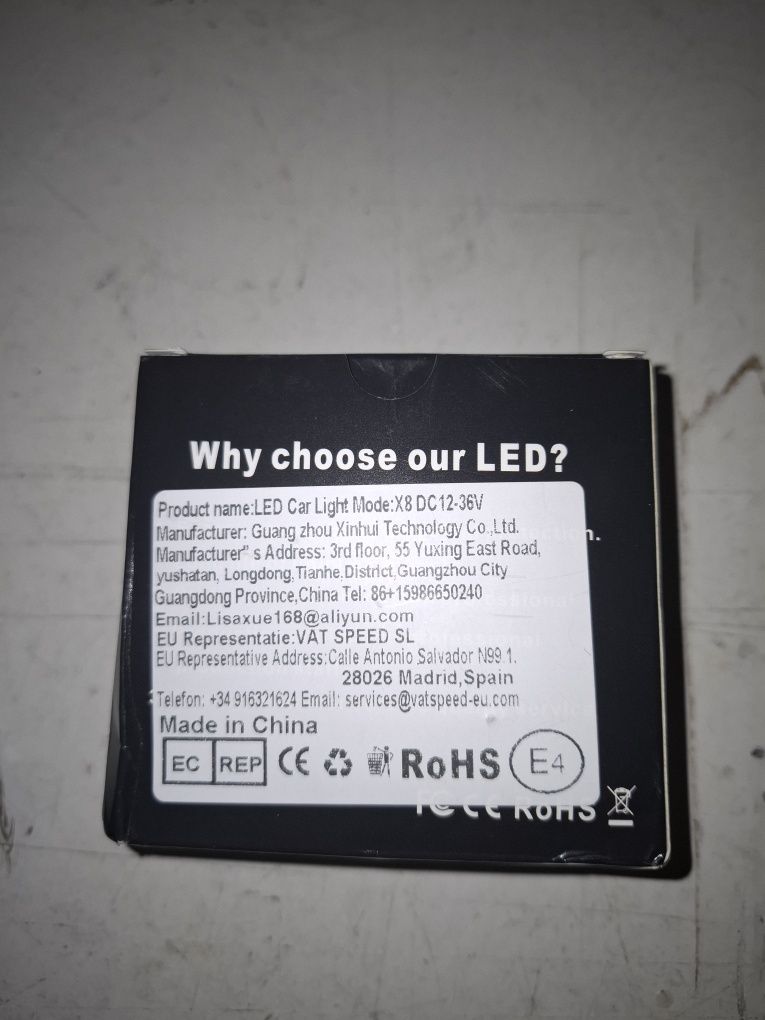 Why choose our LED?
Product name:LED Car Light Mode:X8 DC12-36V
Manufacturer: Guang zhou Xinhui Technology Co.,Ltd.
Manufacturer" s Address: 3rd floor, 55 Yuxing East Road,
yushatan, Longdong,Tianhe.District,Guangzhou City
Guangdong Province,China Tel: 86+15986650240
Email:Lisaxue168@aliyun.com
EU Representatie:VAT SPEED SL
EU Representative Address:Calle Antonio Salvador N99 1.
28026 Madrid,Spain
Telefon: +34 916321624 Email: services@vatspeed-eu.com
Made in China
EC REP CE RoHS E4
FC CE RoHS